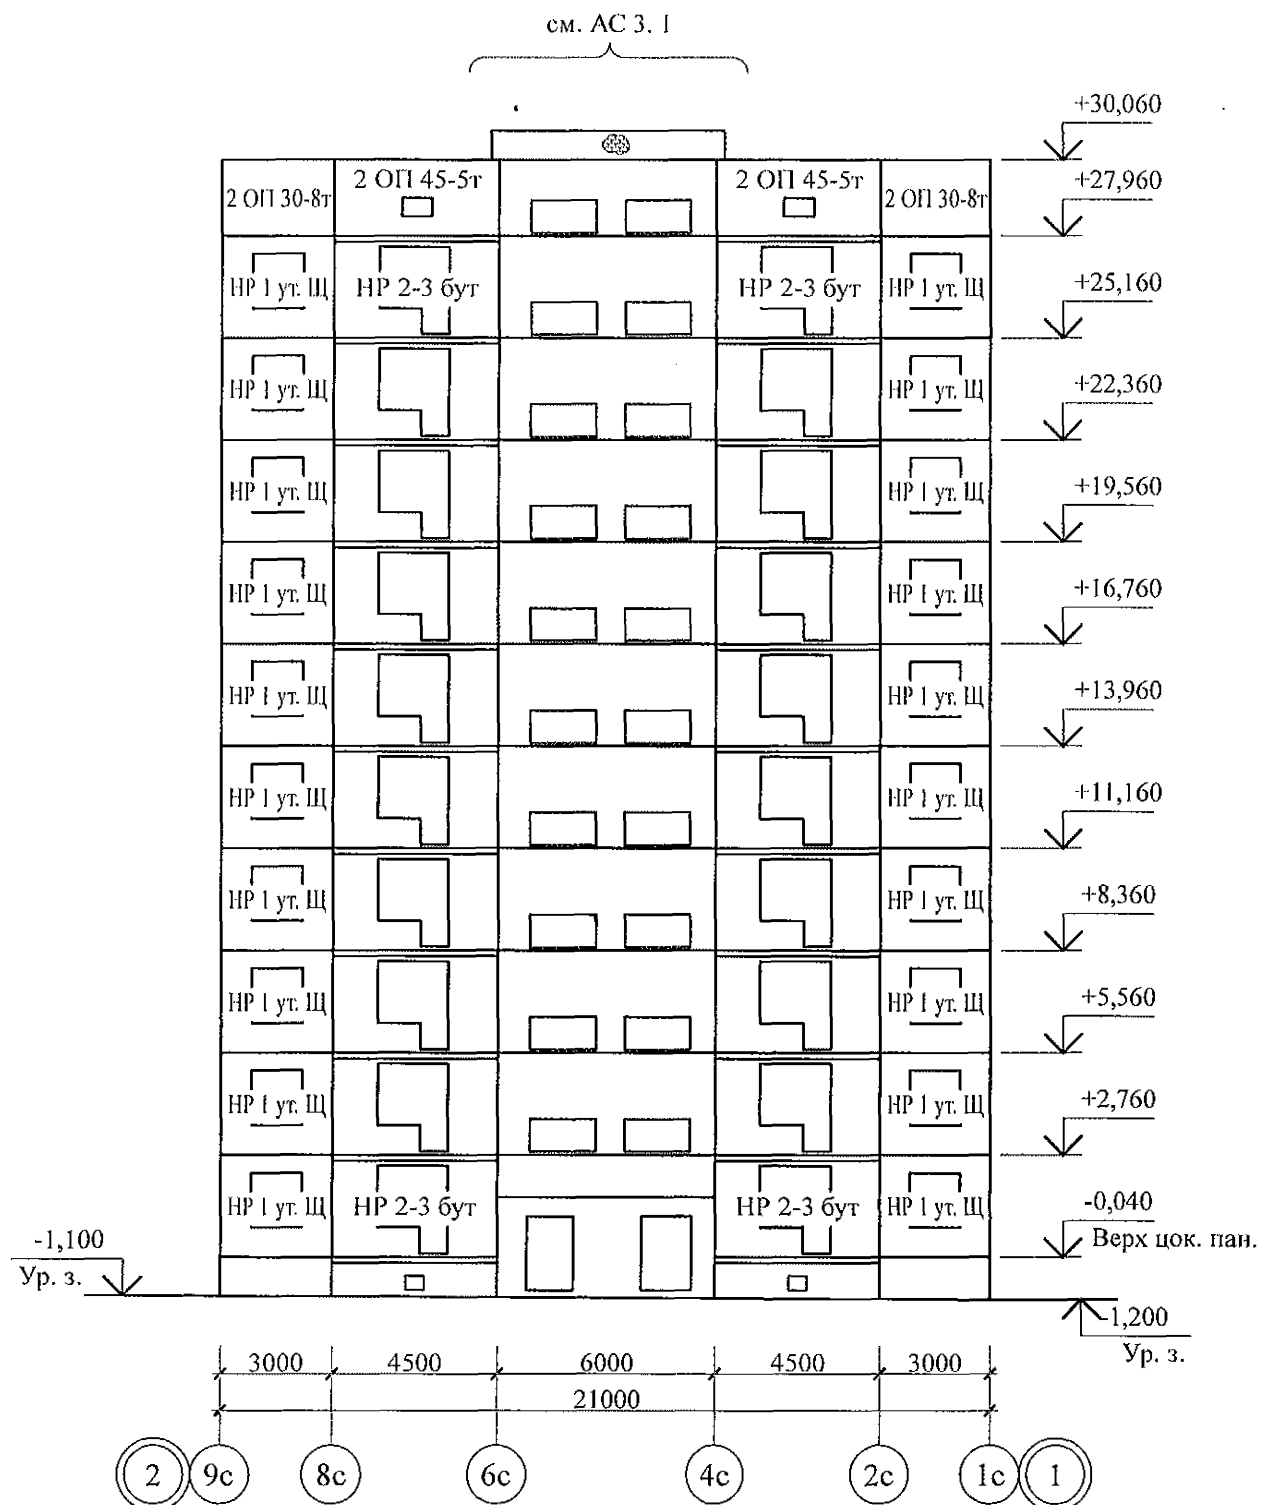 см. АС 3. 1
+30,060
2 ОП 30-8т 2 ОП 45-5т 2 ОП 45-5т 2 ОП 30-8т
+27,960
НР 1 ут. Щ НР 2-3 бут НР 2-3 бут НР 1 ут. Щ
+25,160
НР 1 ут. Щ НР 1 ут. Щ
+22,360
НР 1 ут. Щ НР 1 ут. Щ
+19,560
НР 1 ут. Щ НР 1 ут. Щ
+16,760
НР 1 ут. Щ НР 1 ут. Щ
+13,960
НР 1 ут. Щ НР 1 ут. Щ
+11,160
НР 1 ут. Щ НР 1 ут. Щ
+8,360
НР 1 ут. Щ НР 1 ут. Щ
+5,560
НР 1 ут. Щ НР 1 ут. Щ
+2,760
НР 1 ут. Щ НР 2-3 бут НР 2-3 бут НР 1 ут. Щ
-0,040
Верх цок. пан.
-1,100
Ур. з.
-1,200
Ур. з.
3000 4500 6000 4500 3000
21000
2 9с 8с 6с 4с 2с 1с 1